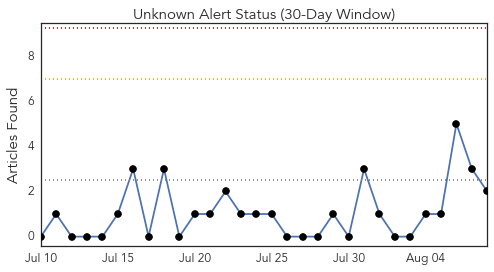 Unknown Alert Status (30-Day Window)
Articles Found
8
6
4
2
0
Jul 10 Jul 15 Jul 20 Jul 25 Jul 30 Aug 04